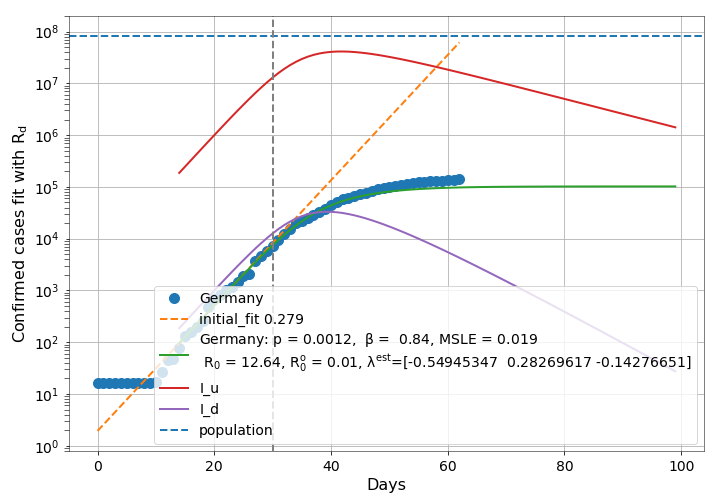 Confirmed cases fit with R_d
10⁸
10⁷
10⁶
10⁵
10⁴
10³
10²
10¹
10⁰
Germany
initial_fit 0.279
Germany: p = 0.0012, β = 0.84, MSLE = 0.019
R₀ = 12.64, R₀ᵒ = 0.01, λᵉˢᵗ=[-0.54945347 0.28269617 -0.14276651]
I_u
I_d
population
0 20 40 60 80 100
Days